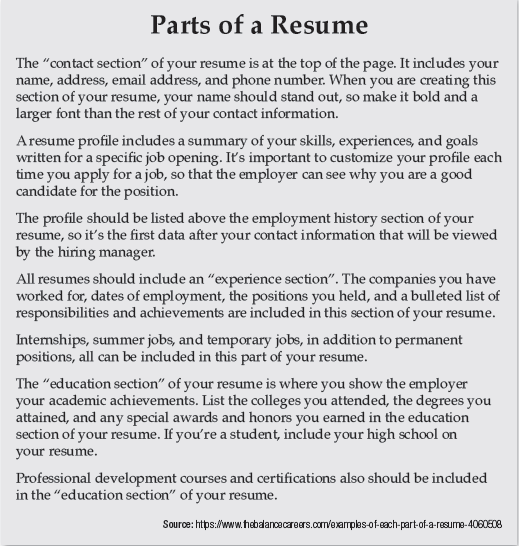 Parts of a Resume
The “contact section” of your resume is at the top of the page. It includes your
name, address, email address, and phone number. When you are creating this
section of your resume, your name should stand out, so make it bold and a
larger font than the rest of your contact information.
A resume profile includes a summary of your skills, experiences, and goals
written for a specific job opening. It’s important to customize your profile each
time you apply for a job, so that the employer can see why you are a good
candidate for the position.
The profile should be listed above the employment history section of your
resume, so it’s the first data after your contact information that will be viewed
by the hiring manager.
All resumes should include an “experience section”. The companies you have
worked for, dates of employment, the positions you held, and a bulleted list of
responsibilities and achievements are included in this section of your resume.
Internships, summer jobs, and temporary jobs, in addition to permanent
positions, all can be included in this part of your resume.
The “education section” of your resume is where you show the employer
your academic achievements. List the colleges you attended, the degrees you
attained, and any special awards and honors you earned in the education
section of your resume. If you’re a student, include your high school on
your resume.
Professional development courses and certifications also should be included
in the “education section” of your resume.
Source: https://www.thebalancecareers.com/examples-of-each-part-of-a-resume-4060508